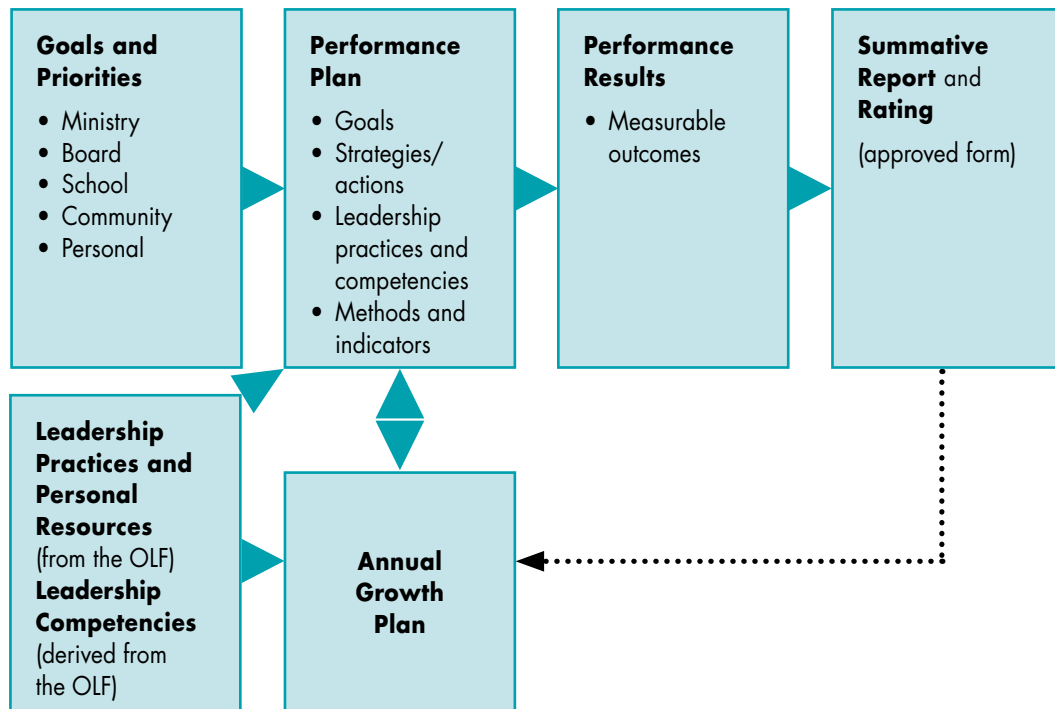 Goals and
Priorities
• Ministry
• Board
• School
• Community
• Personal
Performance
Plan
• Goals
• Strategies/
actions
• Leadership
practices and
competencies
• Methods and
indicators
Performance
Results
• Measurable
outcomes
Summative
Report and
Rating
(approved form)
Leadership
Practices and
Personal
Resources
(from the OLF)
Leadership
Competencies
(derived from
the OLF)
Annual
Growth
Plan